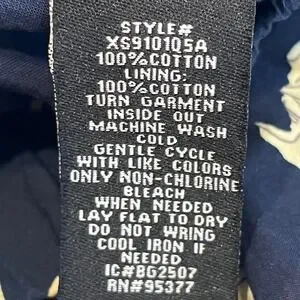 STYLE#
XS9101Q5A
100%COTTON
LINING:
100%COTTON
TURN GARMENT
INSIDE OUT
MACHINE WASH
COLD
GENTLE CYCLE
WITH LIKE COLORS
ONLY NON-CHLORINE
BLEACH
WHEN NEEDED
LAY FLAT TO DRY
DO NOT WRING
COOL IRON IF
NEEDED
IC#BG2507
RN#95377